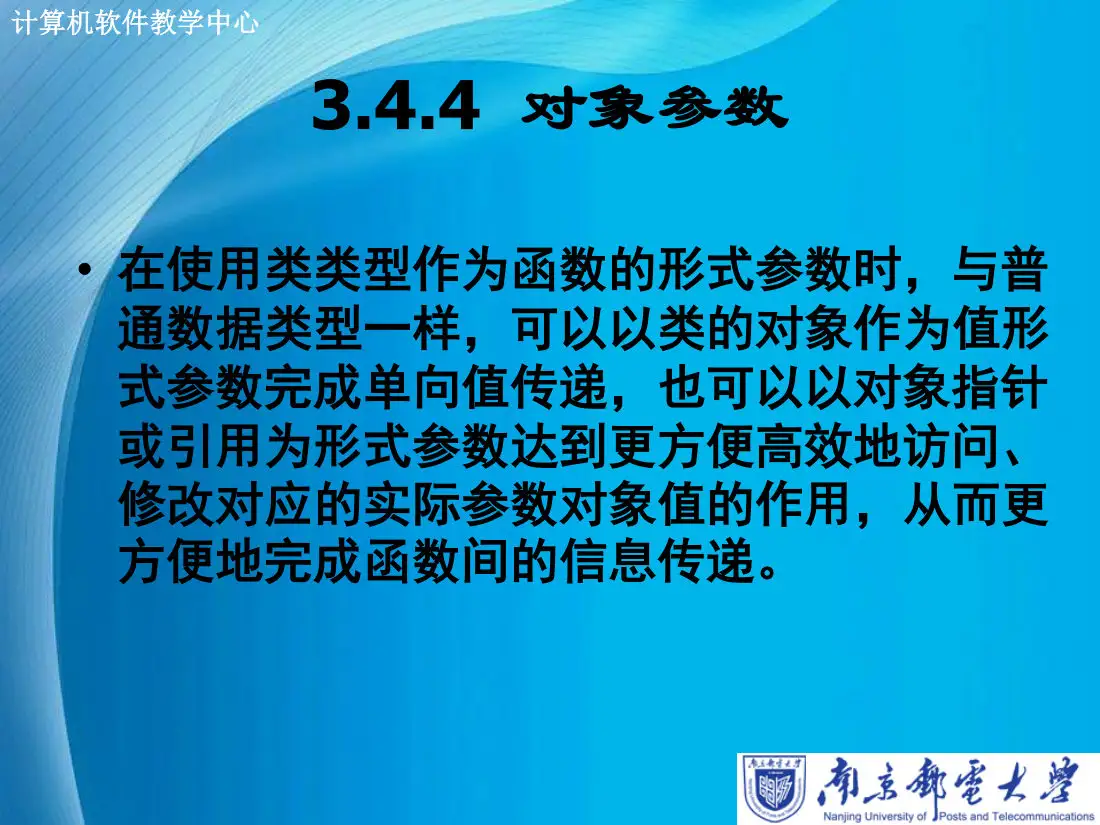 计算机软件教学中心
3.4.4 对象参数
• 在使用类类型作为函数的形式参数时，与普
通数据类型一样，可以以类的对象作为值形
式参数完成单向值传递，也可以以对象指针
或引用为形式参数达到更方便高效地访问、
修改对应的实际参数对象值的作用，从而更
方便地完成函数间的信息传递。
南京郵電大學
Nanjing University of Posts and Telecommunications